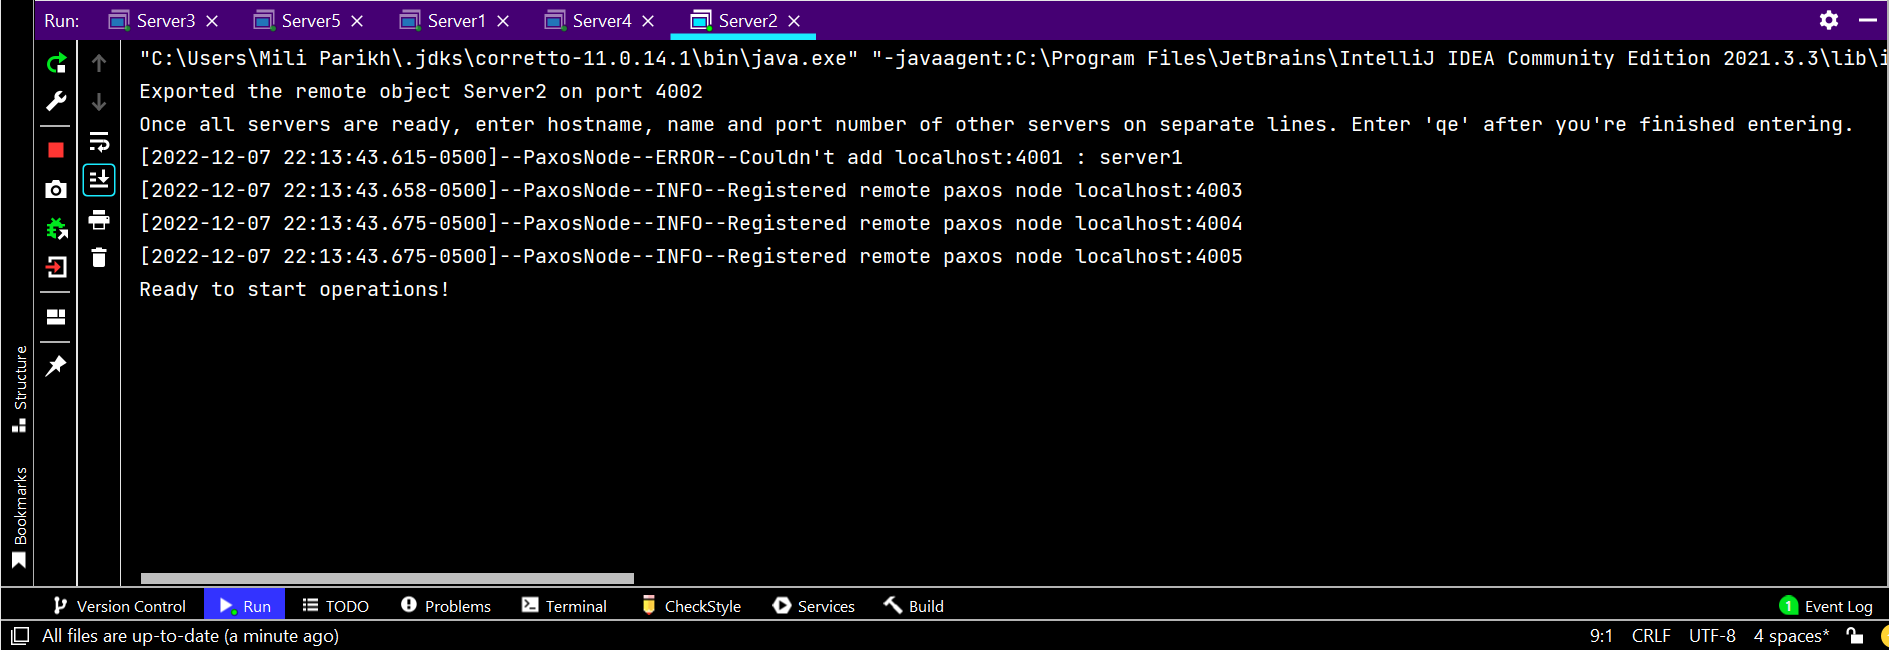 Run: Server3 Server5 Server1 Server4 Server2
"C:\Users\Mili Parikh\.jdks\corretto-11.0.14.1\bin\java.exe" "-javaagent:C:\Program Files\JetBrains\IntelliJ IDEA Community Edition 2021.3.3\lib\i
Exported the remote object Server2 on port 4002
Once all servers are ready, enter hostname, name and port number of other servers on separate lines. Enter 'qe' after you're finished entering.
[2022-12-07 22:13:43.615-0500]--PaxosNode--ERROR--Couldn't add localhost:4001 : server1
[2022-12-07 22:13:43.658-0500]--PaxosNode--INFO--Registered remote paxos node localhost:4003
[2022-12-07 22:13:43.675-0500]--PaxosNode--INFO--Registered remote paxos node localhost:4004
[2022-12-07 22:13:43.675-0500]--PaxosNode--INFO--Registered remote paxos node localhost:4005
Ready to start operations!
Structure
Bookmarks
Version Control Run TODO Problems Terminal CheckStyle Services Build 1 Event Log
All files are up-to-date (a minute ago) 9:1 CRLF UTF-8 4 spaces*